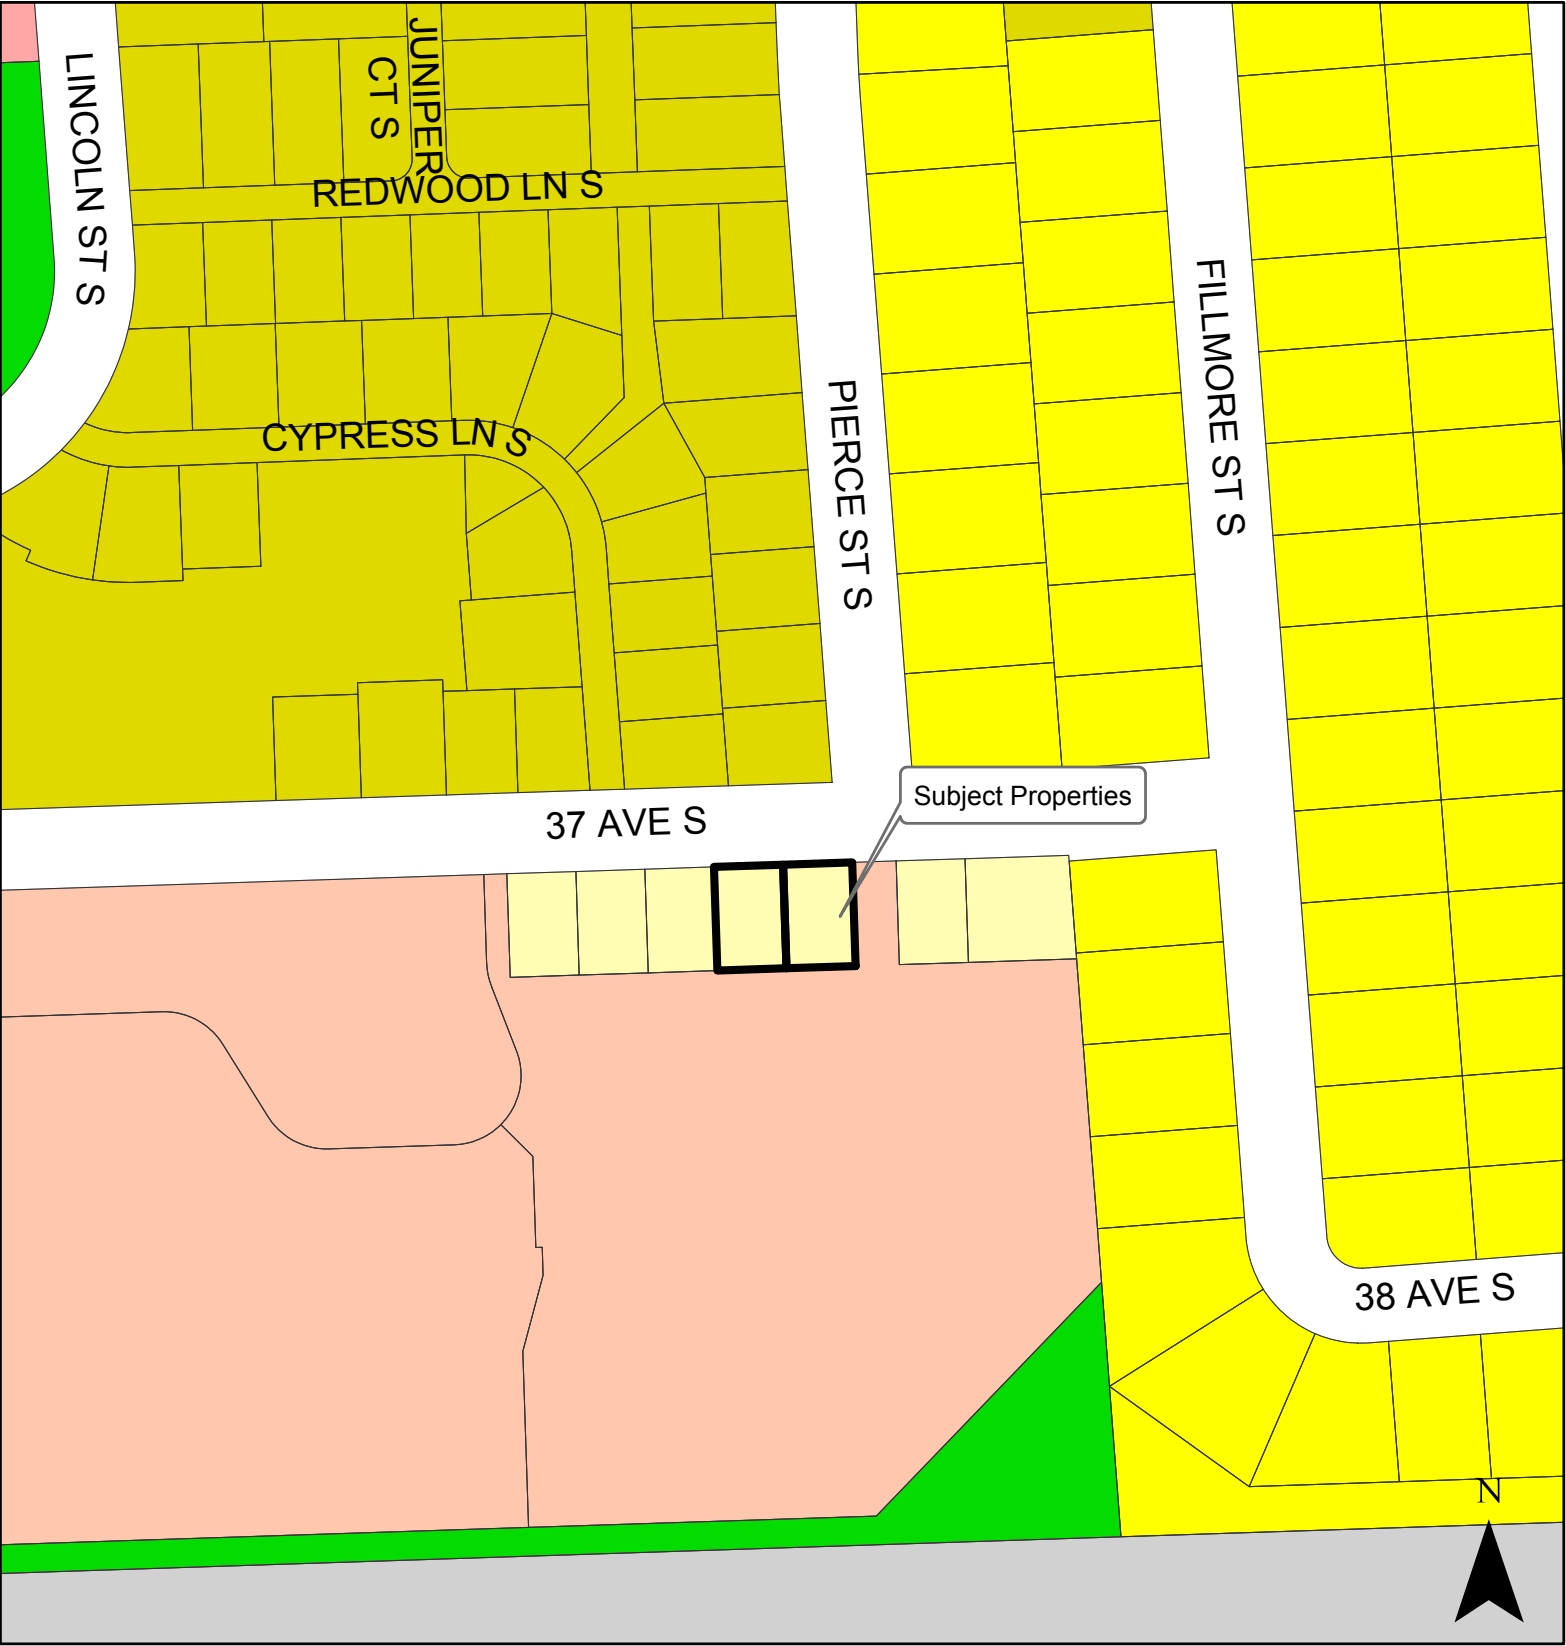 LINCOLN ST S
JUNIPER
CT S
REDWOOD LN S
CYPRESS LN S
PIERCE ST S
FILLMORE ST S
Subject Properties
37 AVE S
38 AVE S
N